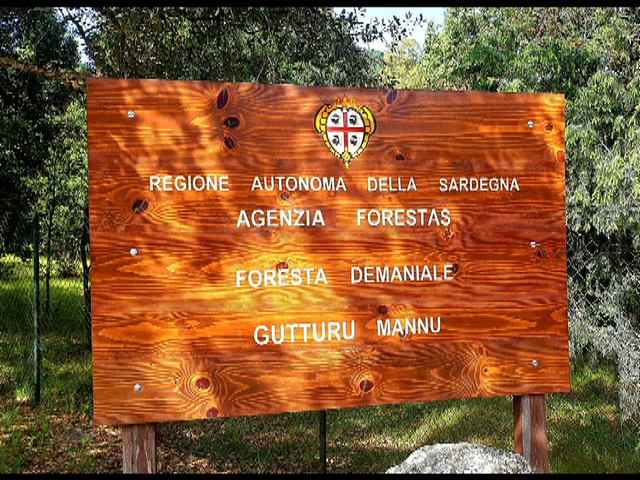 REGIONE AUTONOMA DELLA SARDEGNA
AGENZIA FORESTAS
FORESTA DEMANIALE
GUTTURU MANNU